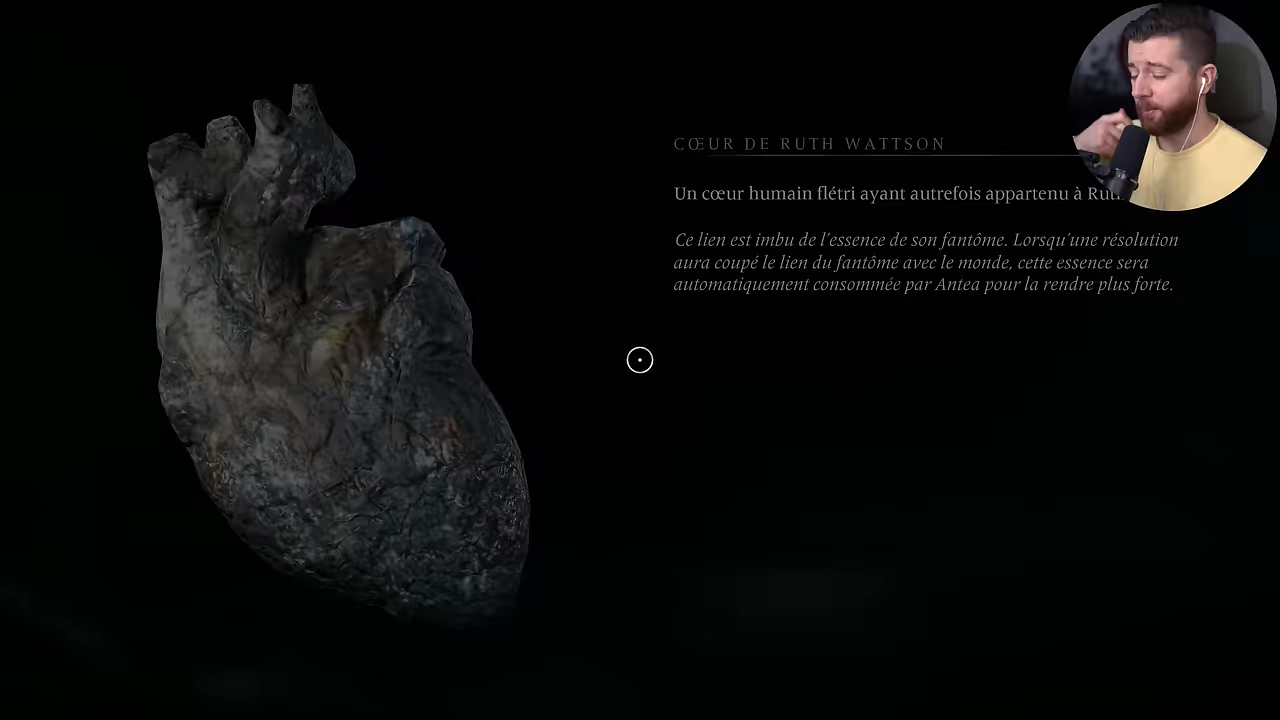 CŒUR DE RUTH WATTSON
Un cœur humain flétri ayant autrefois appartenu à
Ce lien est imbu de l'essence de son fantôme. Lorsqu'une résolution
aura coupé le lien du fantôme avec le monde, cette essence sera
automatiquement consommée par Antea pour la rendre plus forte.